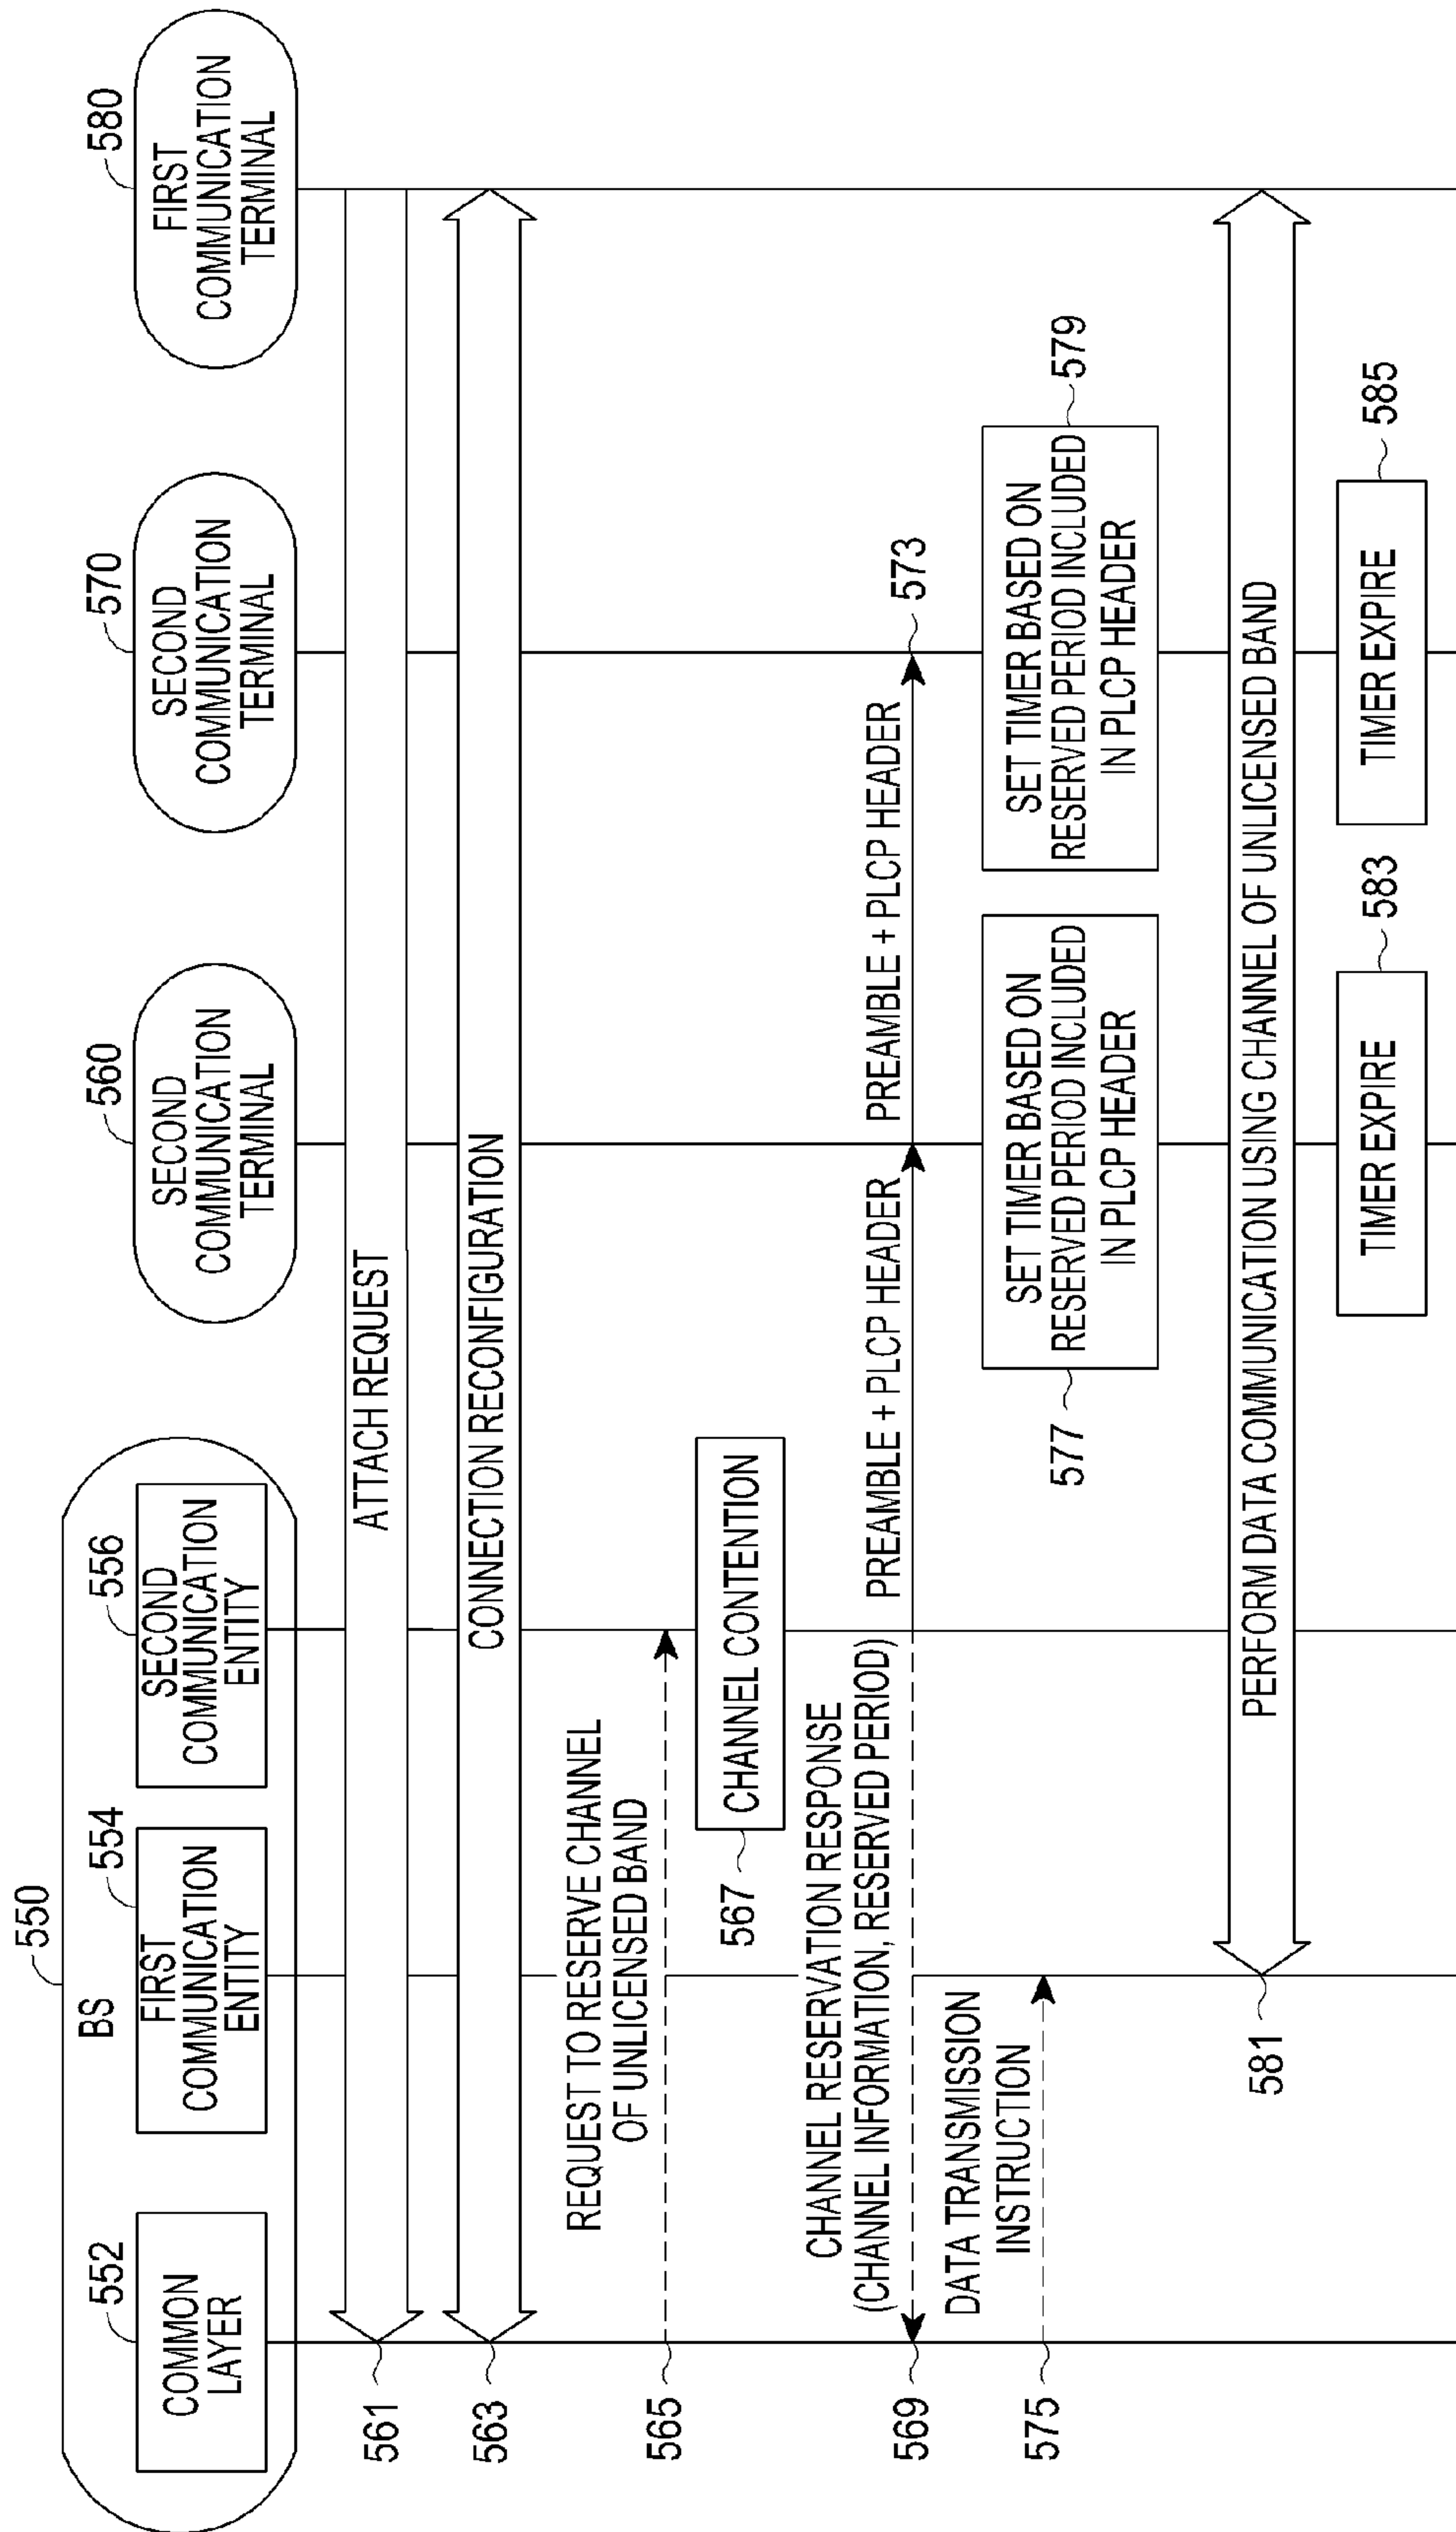 550
BS
552
COMMON
LAYER
554
FIRST
COMMUNICATION
ENTITY
556
SECOND
COMMUNICATION
ENTITY
560
SECOND
COMMUNICATION
TERMINAL
570
SECOND
COMMUNICATION
TERMINAL
580
FIRST
COMMUNICATION
TERMINAL
561
ATTACH REQUEST
563
CONNECTION RECONFIGURATION
565
REQUEST TO RESERVE CHANNEL
OF UNLICENSED BAND
567
CHANNEL CONTENTION
569
CHANNEL RESERVATION RESPONSE
(CHANNEL INFORMATION, RESERVED PERIOD)
PREAMBLE + PLCP HEADER
PREAMBLE + PLCP HEADER
573
575
DATA TRANSMISSION
INSTRUCTION
577
SET TIMER BASED ON
RESERVED PERIOD INCLUDED
IN PLCP HEADER
SET TIMER BASED ON
RESERVED PERIOD INCLUDED
IN PLCP HEADER
579
581
PERFORM DATA COMMUNICATION USING CHANNEL OF UNLICENSED BAND
TIMER EXPIRE
583
TIMER EXPIRE
585